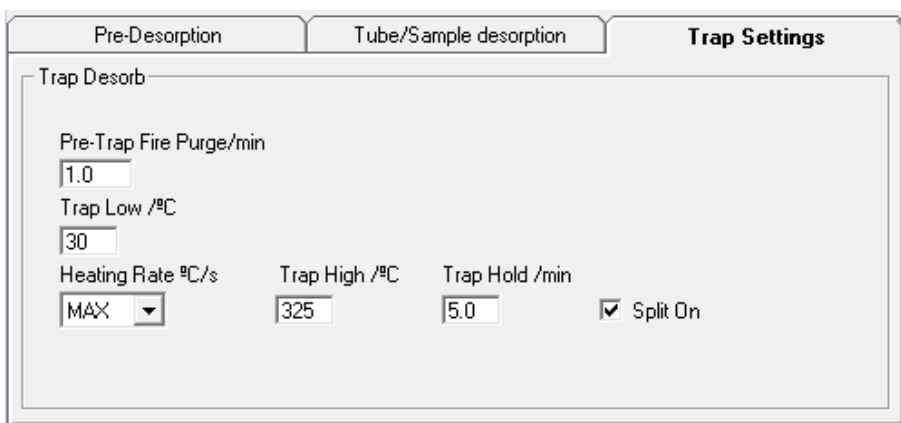 Pre-Desorption Tube/Sample desorption Trap Settings
Trap Desorb
Pre-Trap Fire Purge/min
1.0
Trap Low /ºC
30
Heating Rate ºC/s Trap High /ºC Trap Hold /min
MAX 325 5.0 Split On